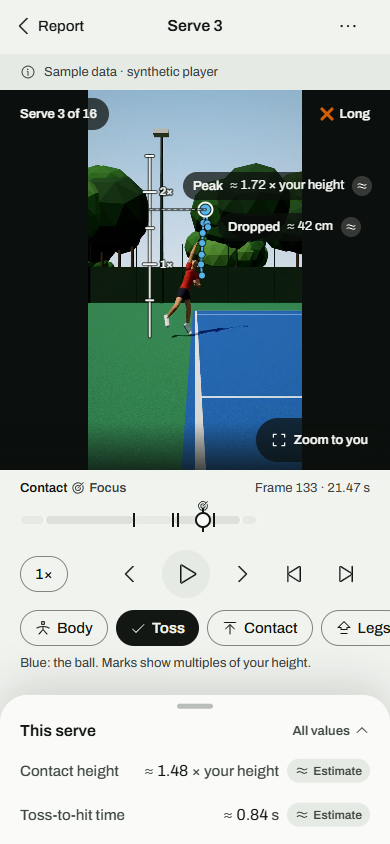 Report
Serve 3
Sample data · synthetic player
Serve 3 of 16
Long
Peak ≈ 1.72 × your height ≈
2×
Dropped ≈ 42 cm ≈
1×
Zoom to you
Contact Focus
Frame 133 · 21.47 s
1×
Body
Toss
Contact
Legs
Blue: the ball. Marks show multiples of your height.
This serve
All values
Contact height ≈ 1.48 × your height ≈ Estimate
Toss-to-hit time ≈ 0.84 s ≈ Estimate